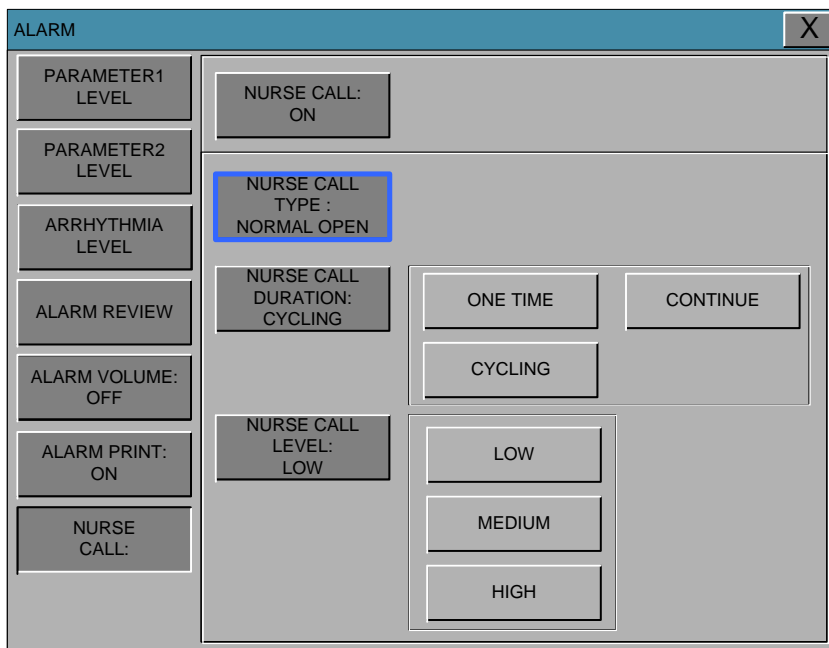 ALARM
X
PARAMETER1
LEVEL
PARAMETER2
LEVEL
ARRHYTHMIA
LEVEL
ALARM REVIEW
ALARM VOLUME:
OFF
ALARM PRINT:
ON
NURSE
CALL:
NURSE CALL:
ON
NURSE CALL
TYPE :
NORMAL OPEN
NURSE CALL
DURATION:
CYCLING
ONE TIME
CONTINUE
CYCLING
NURSE CALL
LEVEL:
LOW
LOW
MEDIUM
HIGH